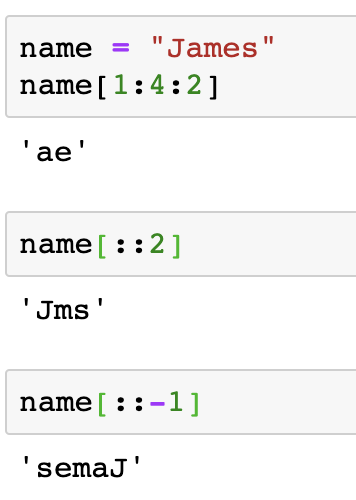 name = "James"
name[1:4:2]
'ae'
name[::2]
'Jms'
name[::-1]
'semaJ'